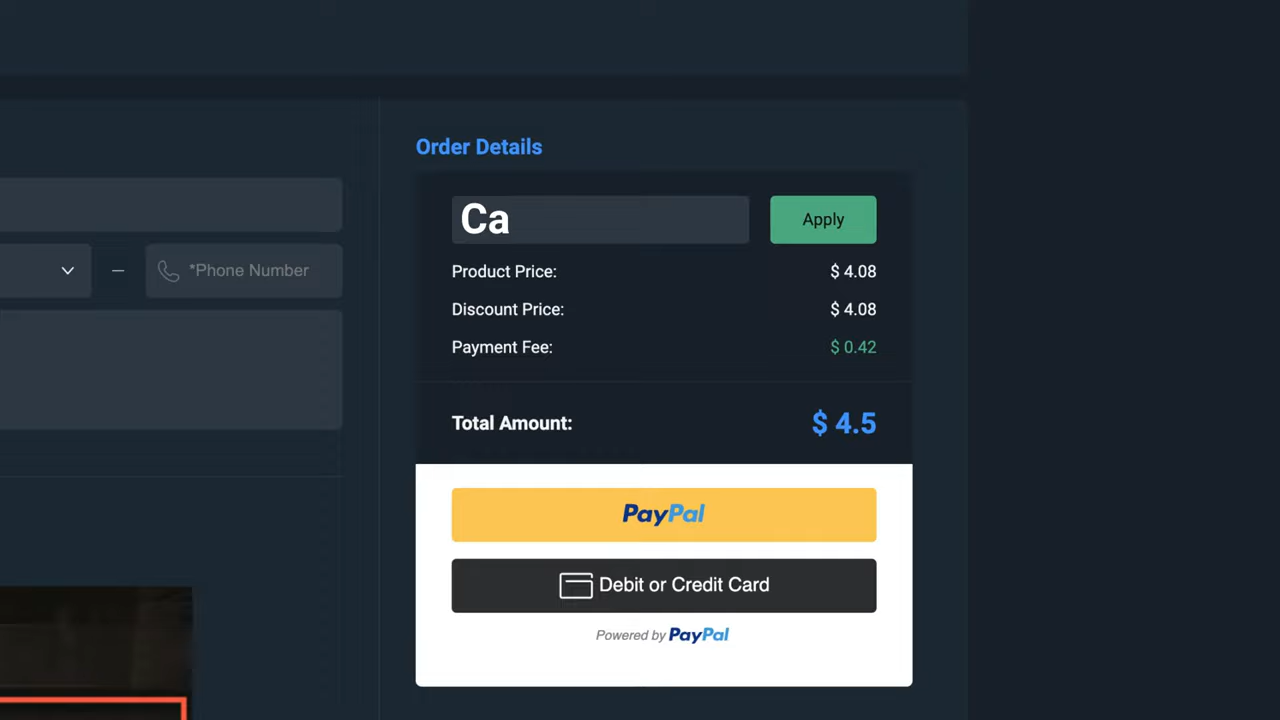 Order Details
Ca
Apply
*Phone Number
Product Price: $ 4.08
Discount Price: $ 4.08
Payment Fee: $ 0.42
Total Amount: $ 4.5
PayPal
Debit or Credit Card
Powered by PayPal